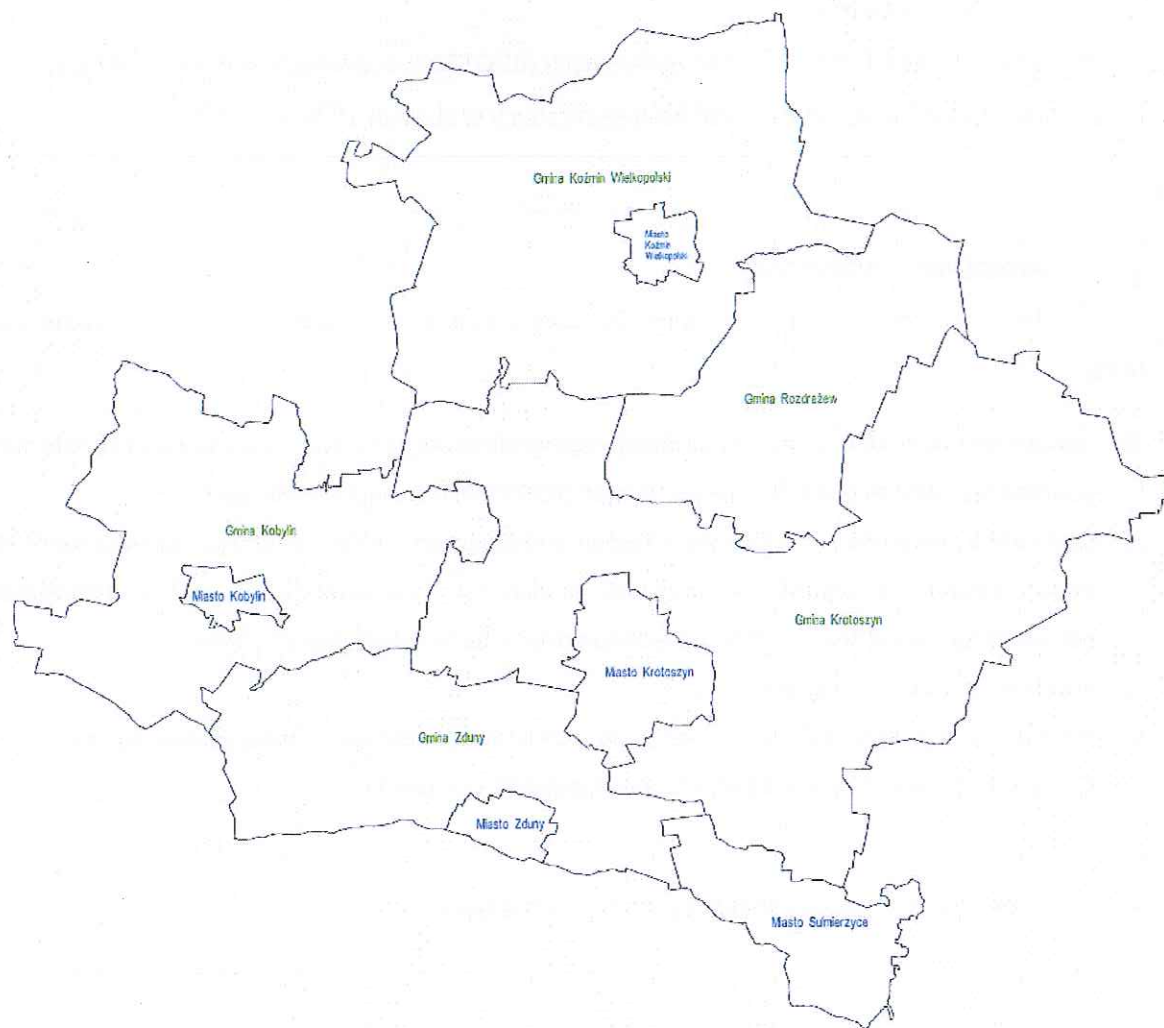 Gmina Koźmin Wielkopolski
Miasto
Koźmin
Wielkopolski
Gmina Rozdrażew
Gmina Kobylin
Miasto Kobylin
Gmina Krotoszyn
Miasto Krotoszyn
Gmina Zduny
Miasto Zduny
Miasto Sulmierzyce